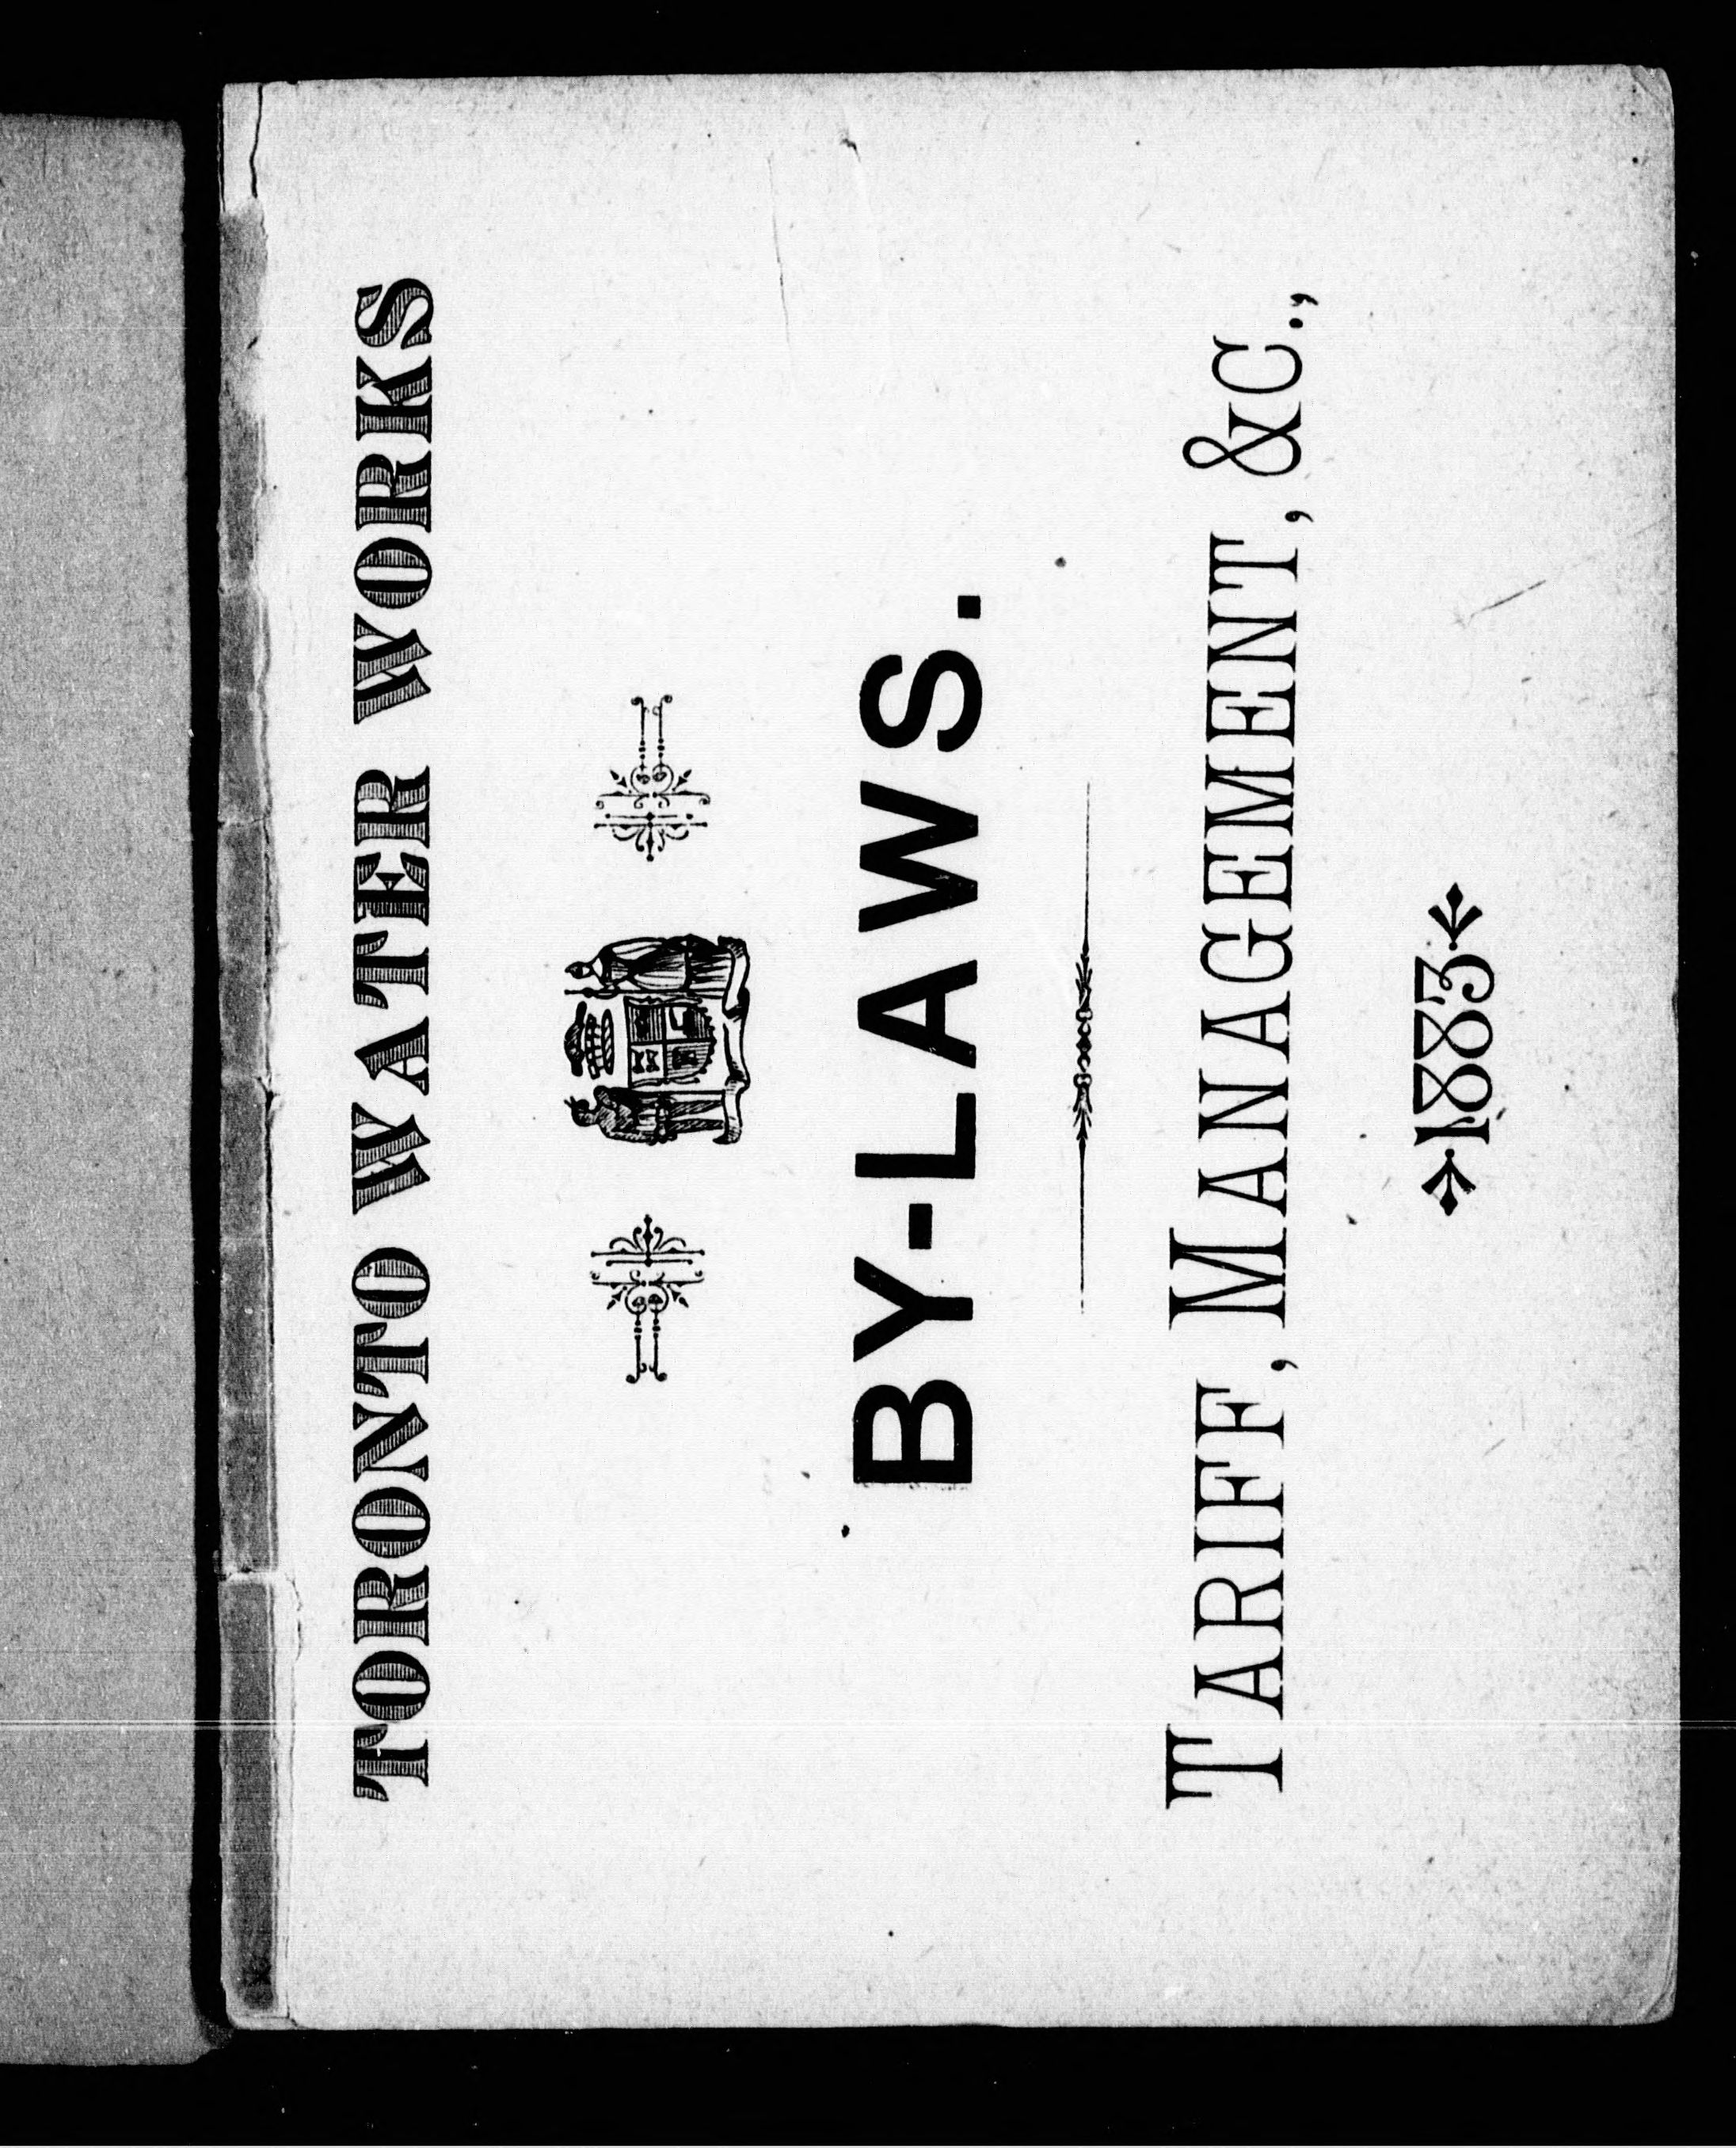 TORONTO WATER WORKS
BY-LAWS.
TARIFF, MANAGEMENT, &C.,
1883